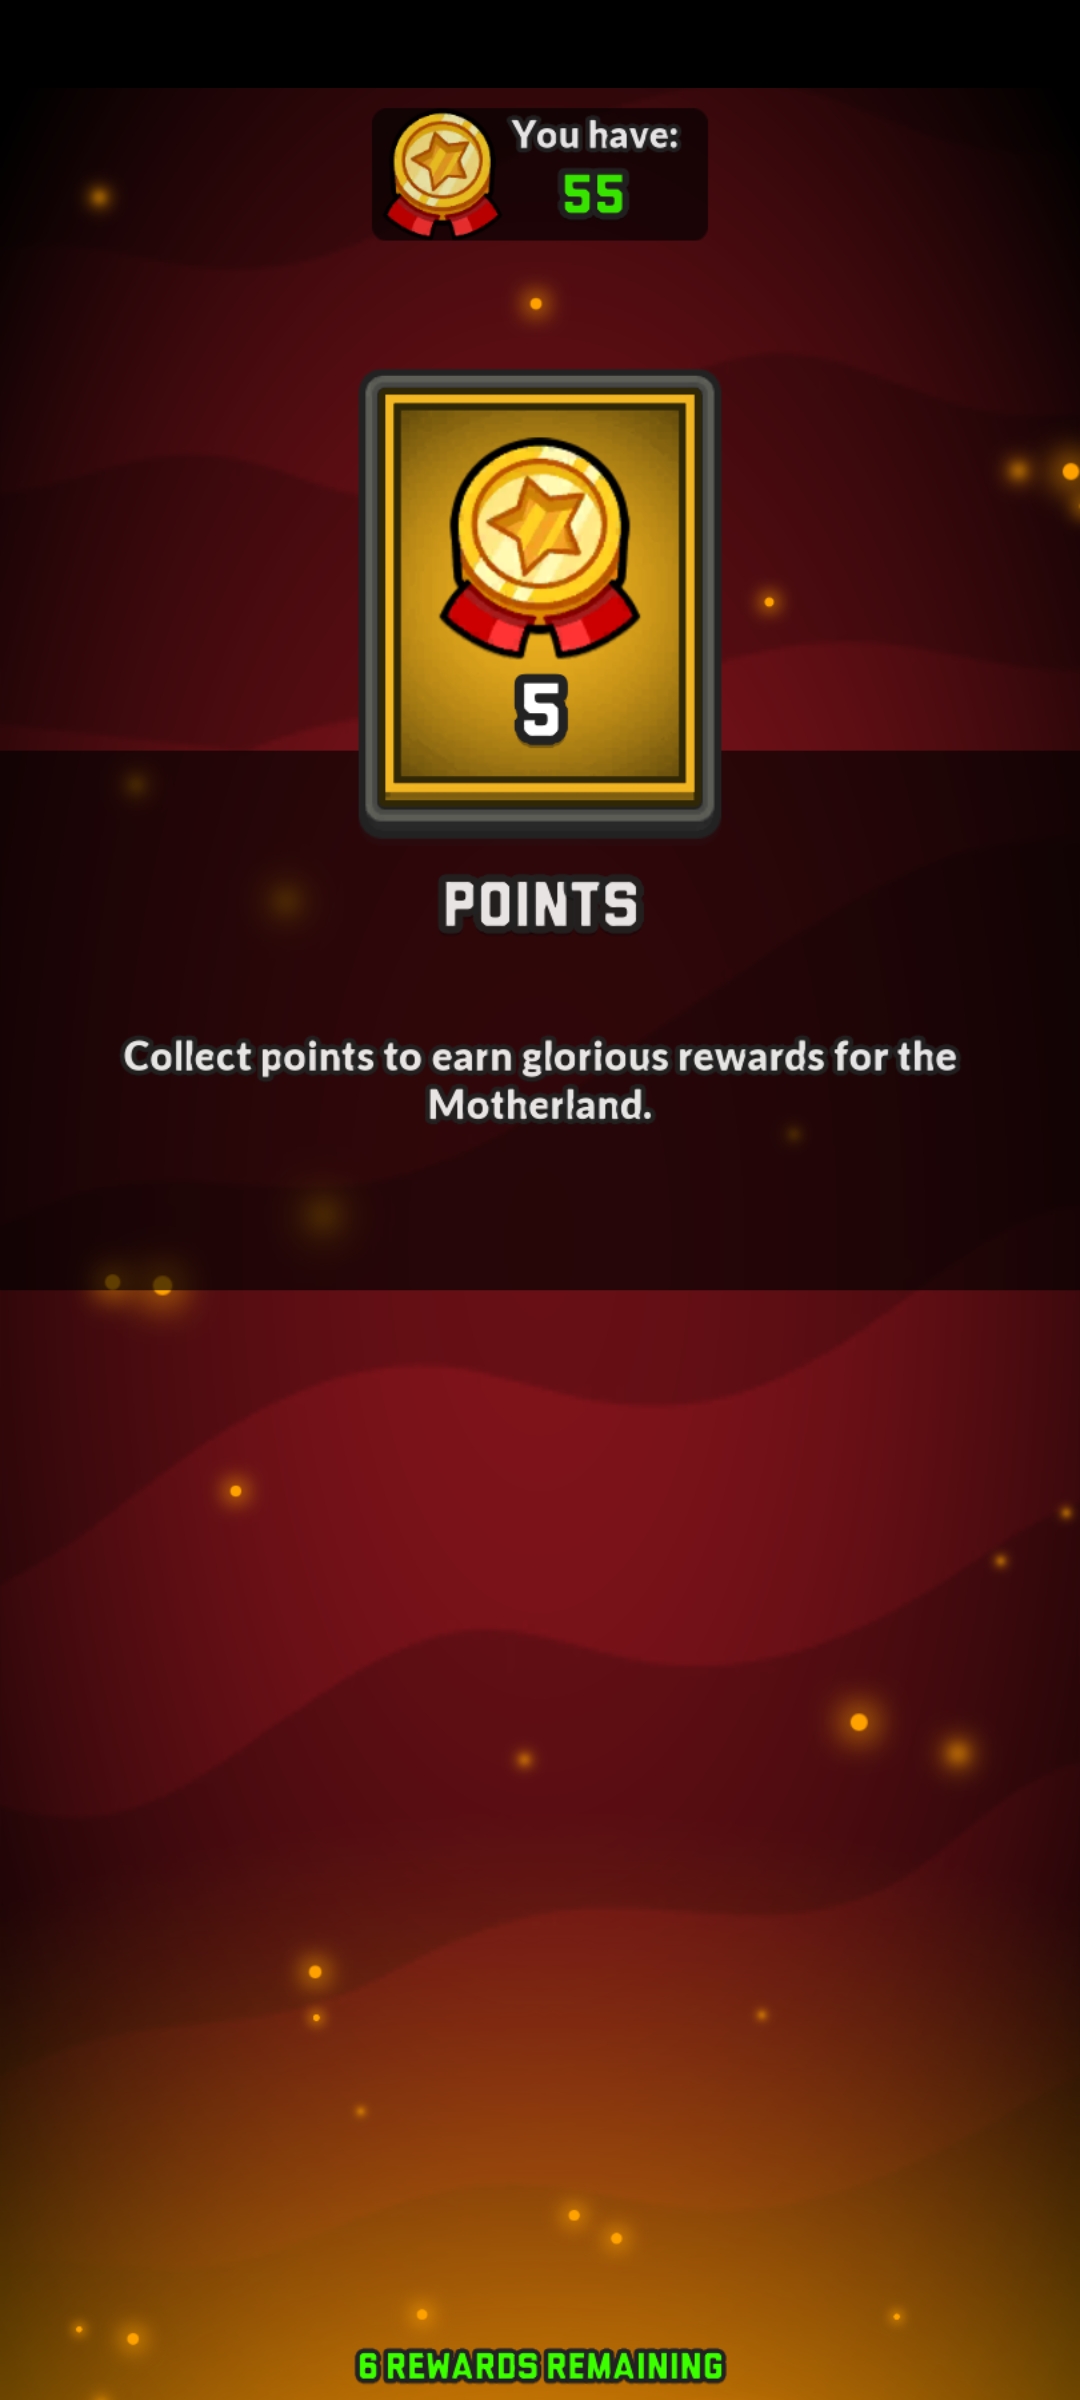 You have:
55
5
POINTS
Collect points to earn glorious rewards for the
Motherland.
6 REWARDS REMAINING